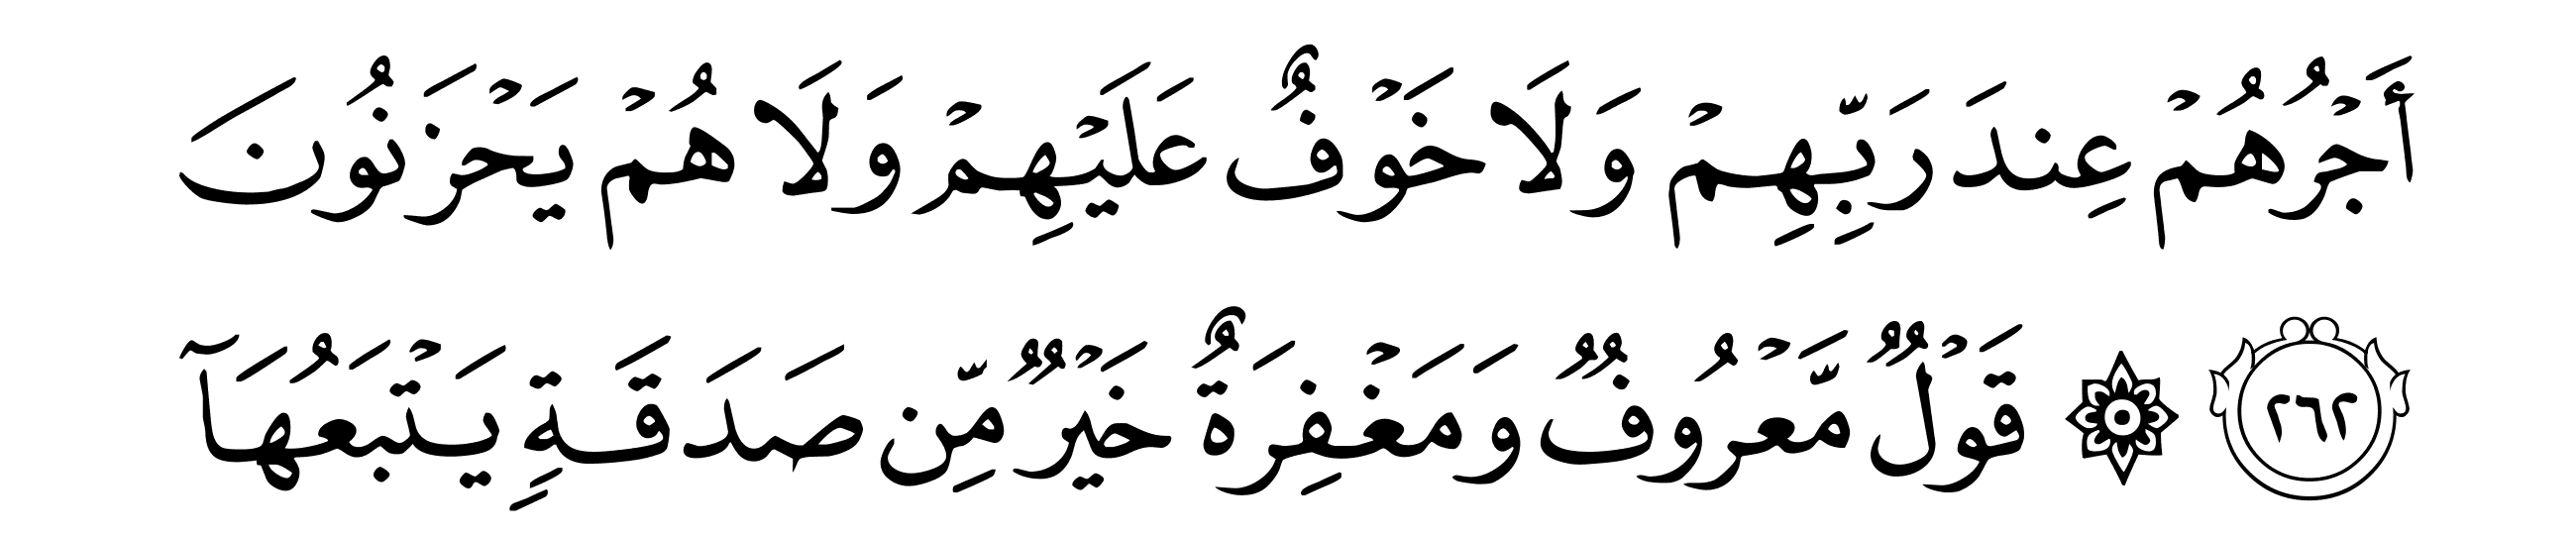 أَجۡرُهُمۡ عِندَ رَبِّهِمۡ وَلَا خَوۡفٌ عَلَيۡهِمۡ وَلَا هُمۡ يَحۡزَنُونَ
٢٦٢ ۞ قَوۡلٞ مَّعۡرُوفٞ وَمَغۡفِرَةٌ خَيۡرٞ مِّن صَدَقَةٖ يَتۡبَعُهَآ